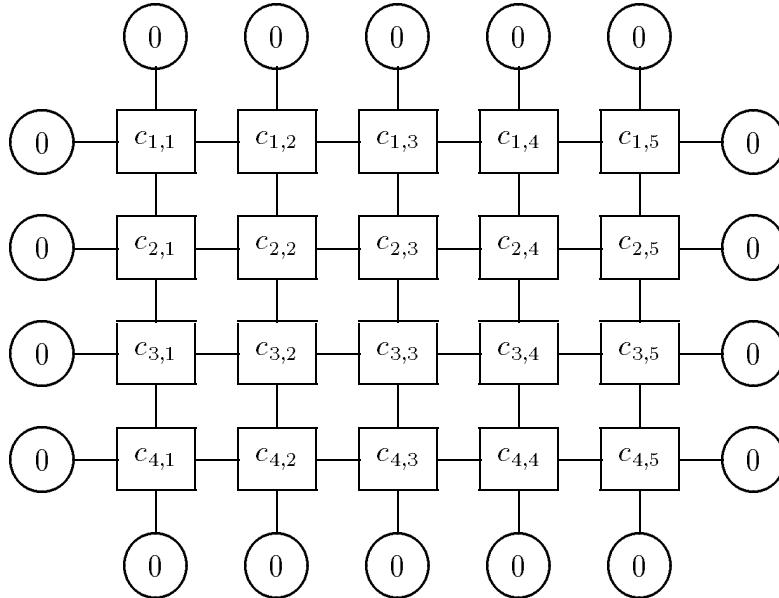 0 0 0 0 0
0 c1,1 c1,2 c1,3 c1,4 c1,5 0
0 c2,1 c2,2 c2,3 c2,4 c2,5 0
0 c3,1 c3,2 c3,3 c3,4 c3,5 0
0 c4,1 c4,2 c4,3 c4,4 c4,5 0
0 0 0 0 0